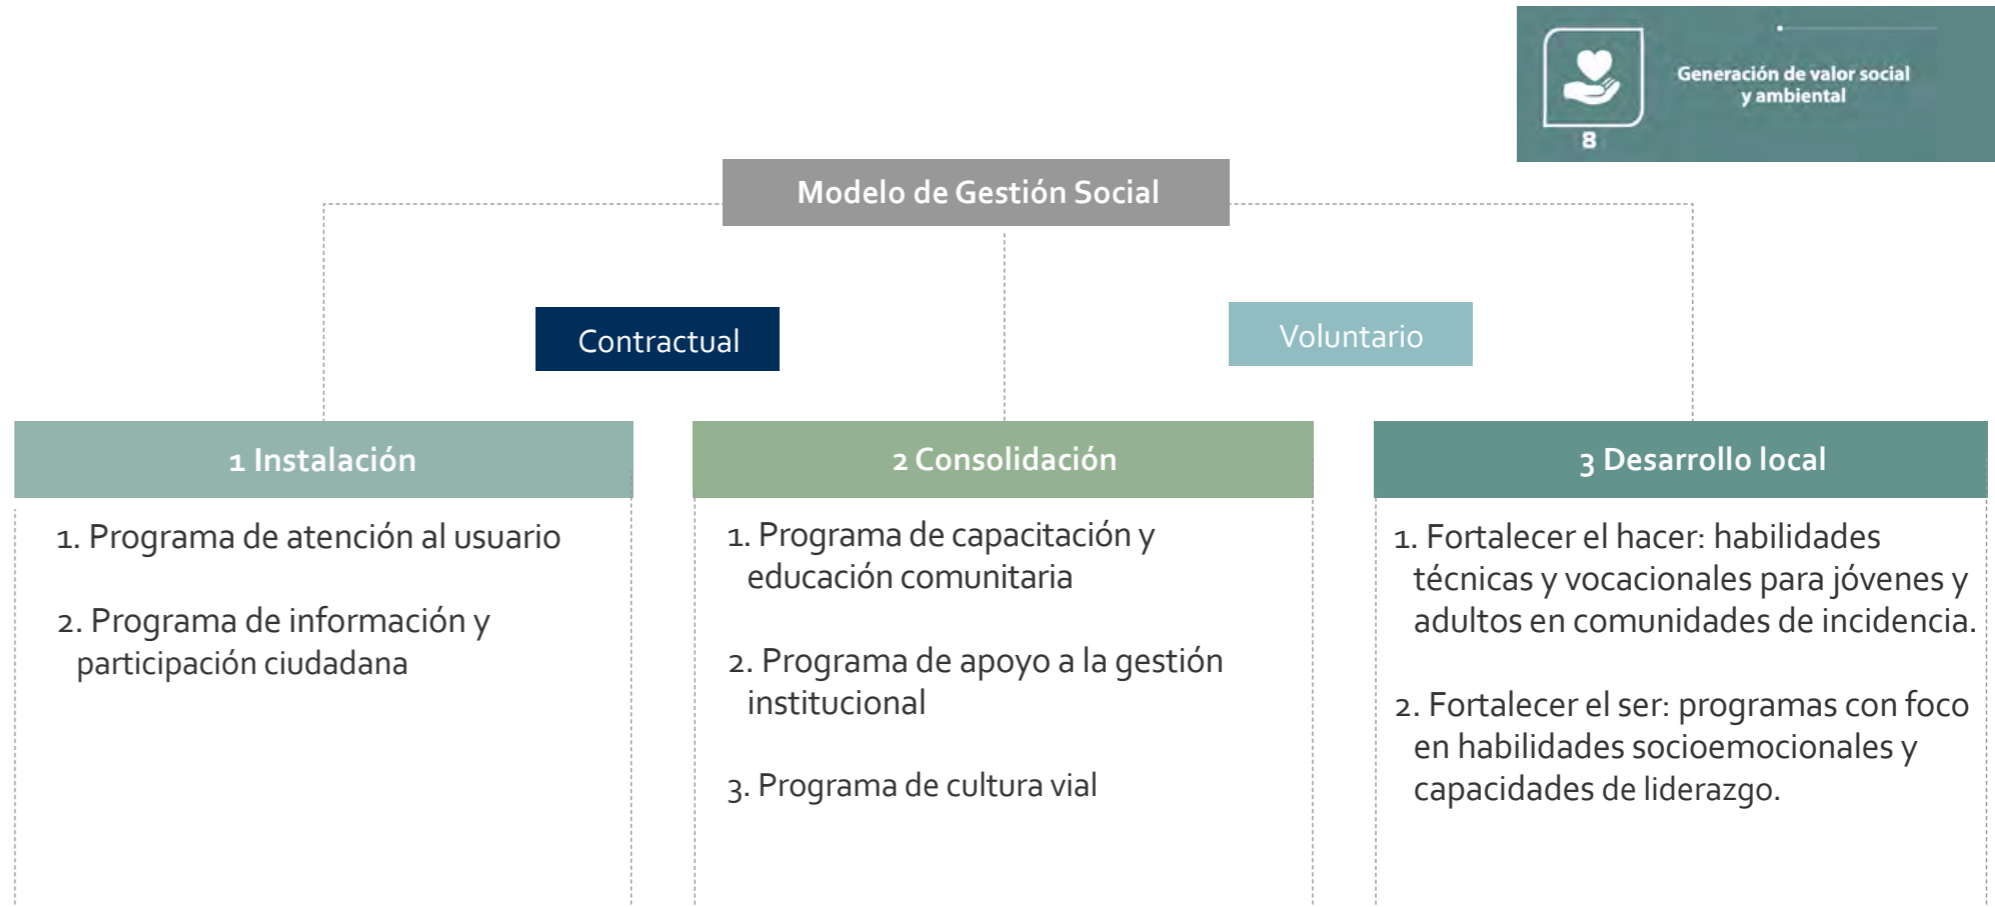 Generación de valor social
y ambiental
8
Modelo de Gestión Social
Contractual
Voluntario
1 Instalación
1. Programa de atención al usuario
2. Programa de información y
participación ciudadana
2 Consolidación
1. Programa de capacitación y
educación comunitaria
2. Programa de apoyo a la gestión
institucional
3. Programa de cultura vial
3 Desarrollo local
1. Fortalecer el hacer: habilidades
técnicas y vocacionales para jóvenes y
adultos en comunidades de incidencia.
2. Fortalecer el ser: programas con foco
en habilidades socioemocionales y
capacidades de liderazgo.